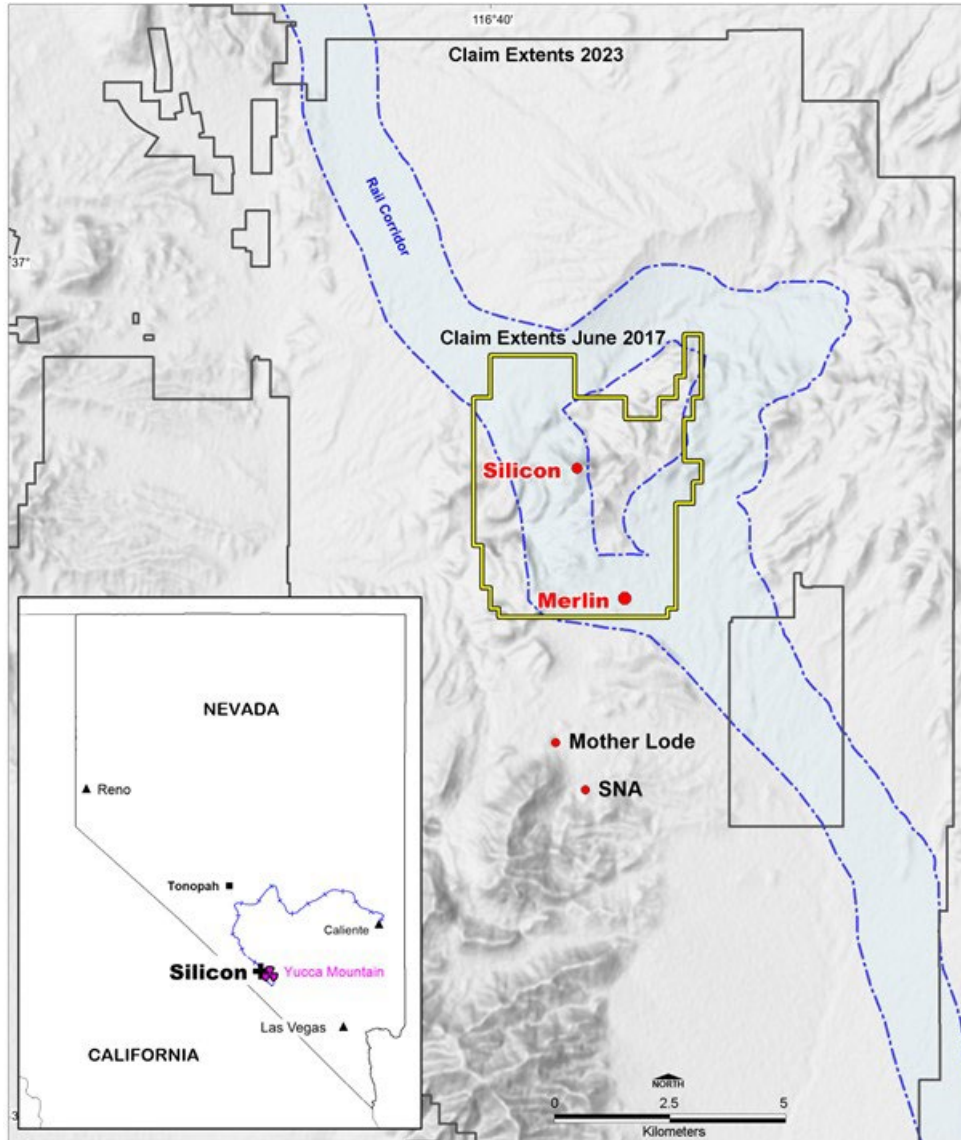 116°40'
Claim Extents 2023
Rail Corridor
37°
Claim Extents June 2017
Silicon
Merlin
Mother Lode
SNA
NEVADA
Reno
Tonopah
Caliente
Silicon
Yucca Mountain
Las Vegas
CALIFORNIA
NORTH
0 2.5 5
Kilometers